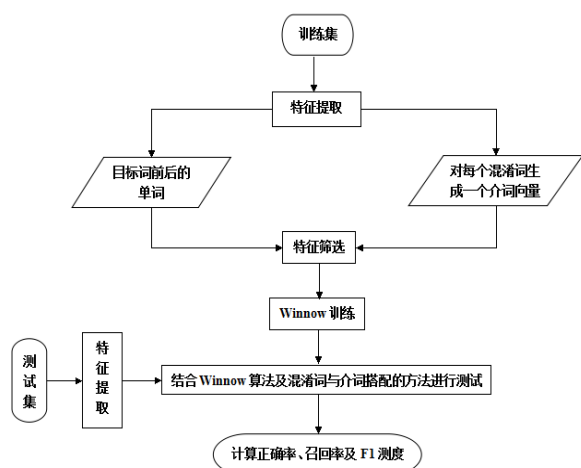 训练集
特征提取
目标词前后的
单词
对每个混淆词生
成一个介词向量
特征筛选
Winnow 训练
测
试
集
特
征
提
取
结合 Winnow 算法及混淆词与介词搭配的方法进行测试
计算正确率、召回率及 F1 测度